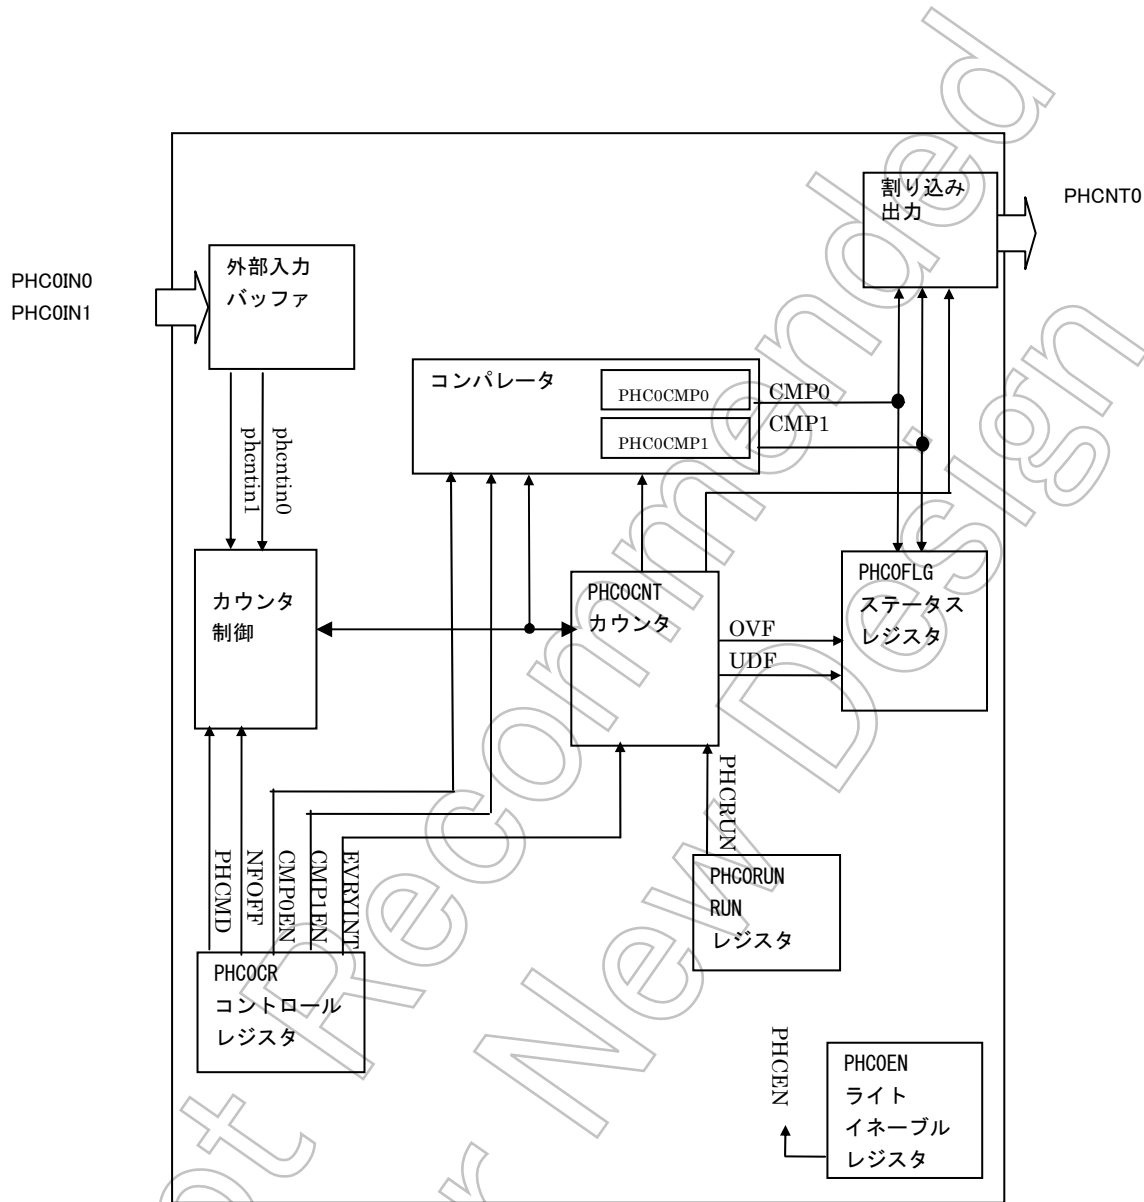 割り込み
出力
PHCNT0
外部入力
バッファ
PHC0IN0
PHC0IN1
コンパレータ
PHC0CMP0
PHC0CMP1
CMP0
CMP1
phcntin0
phcntin1
カウンタ
制御
PHC0CNT
カウンタ
OVF
UDF
PHC0FLG
ステータス
レジスタ
PHCMD
NFOFF
CMP0EN
CMP1EN
EVRYINT
PHCRUN
PHC0RUN
RUN
レジスタ
PHC0CR
コントロール
レジスタ
PHCEN
PHC0EN
ライト
イネーブル
レジスタ
ot Recommended
r New Design